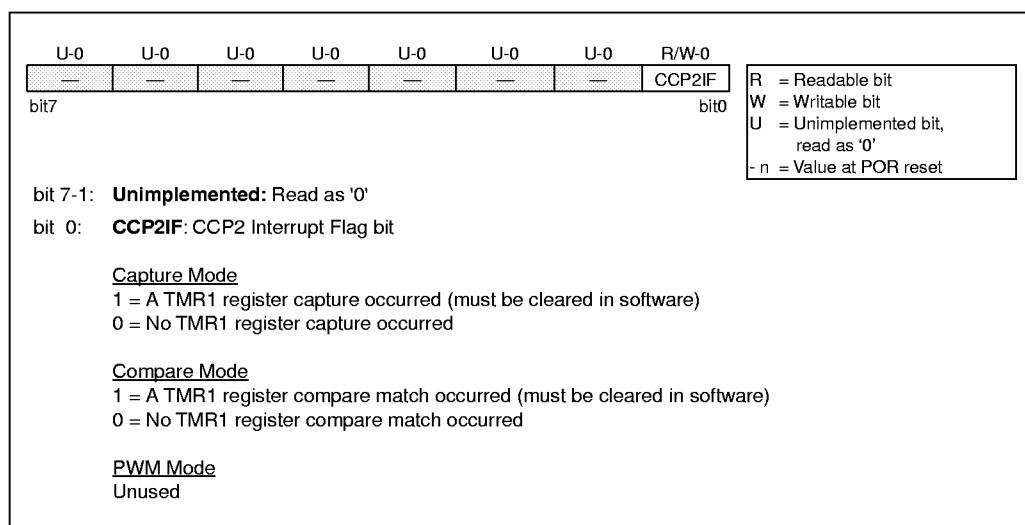 U-0 U-0 U-0 U-0 U-0 U-0 U-0 R/W-0
— — — — — — — CCP2IF
bit7 bit0
R = Readable bit
W = Writable bit
U = Unimplemented bit,
read as ‘0’
- n = Value at POR reset
bit 7-1: Unimplemented: Read as '0'
bit 0: CCP2IF: CCP2 Interrupt Flag bit
Capture Mode
1 = A TMR1 register capture occurred (must be cleared in software)
0 = No TMR1 register capture occurred
Compare Mode
1 = A TMR1 register compare match occurred (must be cleared in software)
0 = No TMR1 register compare match occurred
PWM Mode
Unused